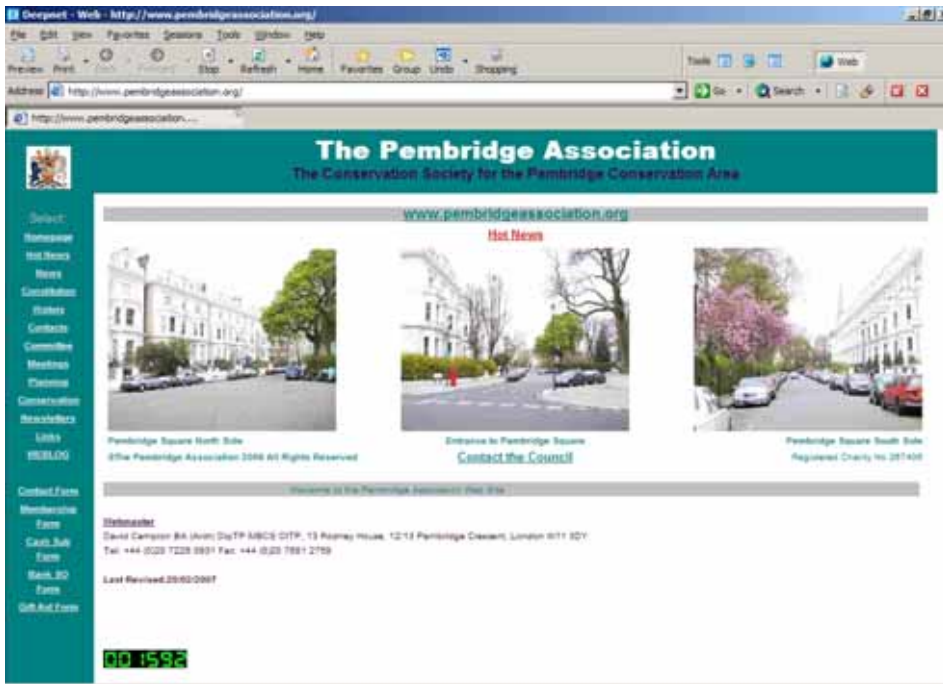 Deepnet - Web - http://www.pembridgeassociation.org/
File Edit View Favorites Sessions Tools Window Help
Preview Print Stop Refresh Home Favorites Group Undo Shopping Tools Web
Address http://www.pembridgeassociation.org/ Go Search
http://www.pembridgeassociation....
The Pembridge Association
The Conservation Society for the Pembridge Conservation Area
Select:
Homepage
Hot News
News
Constitution
History
Contacts
Committee
Meetings
Planning
Conservation
Newsletters
Links
WEBLOG
Contact Form
Membership
Form
Cash Sub
Form
Bank SO
Form
Gift Aid Form
www.pembridgeassociation.org
Hot News
Pembridge Square North Side
Entrance to Pembridge Square
Pembridge Square South Side
©The Pembridge Association 2006 All Rights Reserved
Contact the Council
Registered Charity No
Welcome to the Pembridge Association Web Site
Webmaster
David Campion BA (Arch) DipTP MBCS CITP, 13 Rodney House, 12/13 Pembridge Crescent, London W11 3DY
Tel: +44 (0)20 Fax: +44 (0)20
Last Revised:20/02/2007
001592